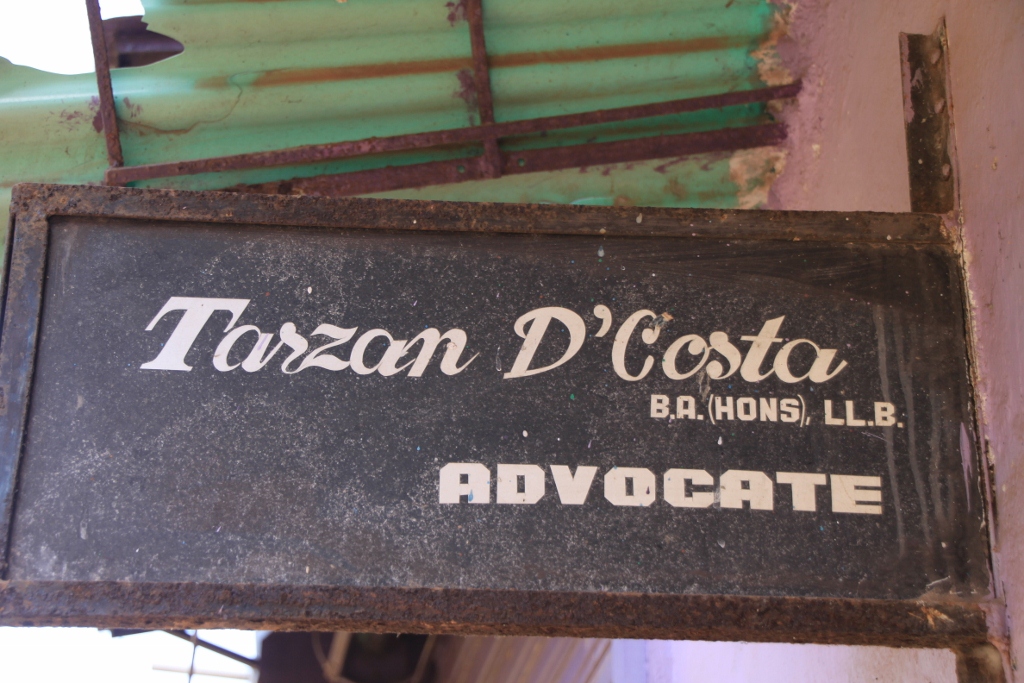 Tarzan D'Costa
B.A.(HONS), LL.B.
ADVOCATE